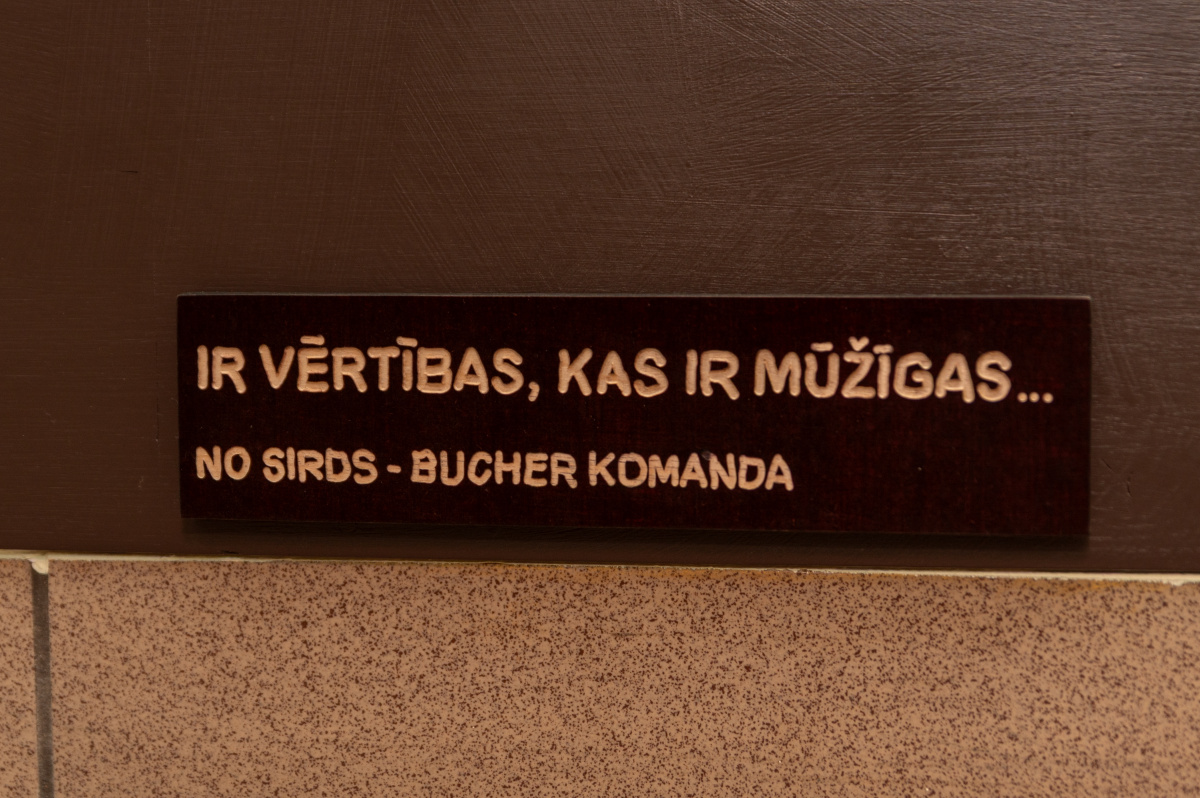 IR VĒRTĪBAS, KAS IR MŪŽĪGAS...
NO SIRDS - BUCHER KOMANDA